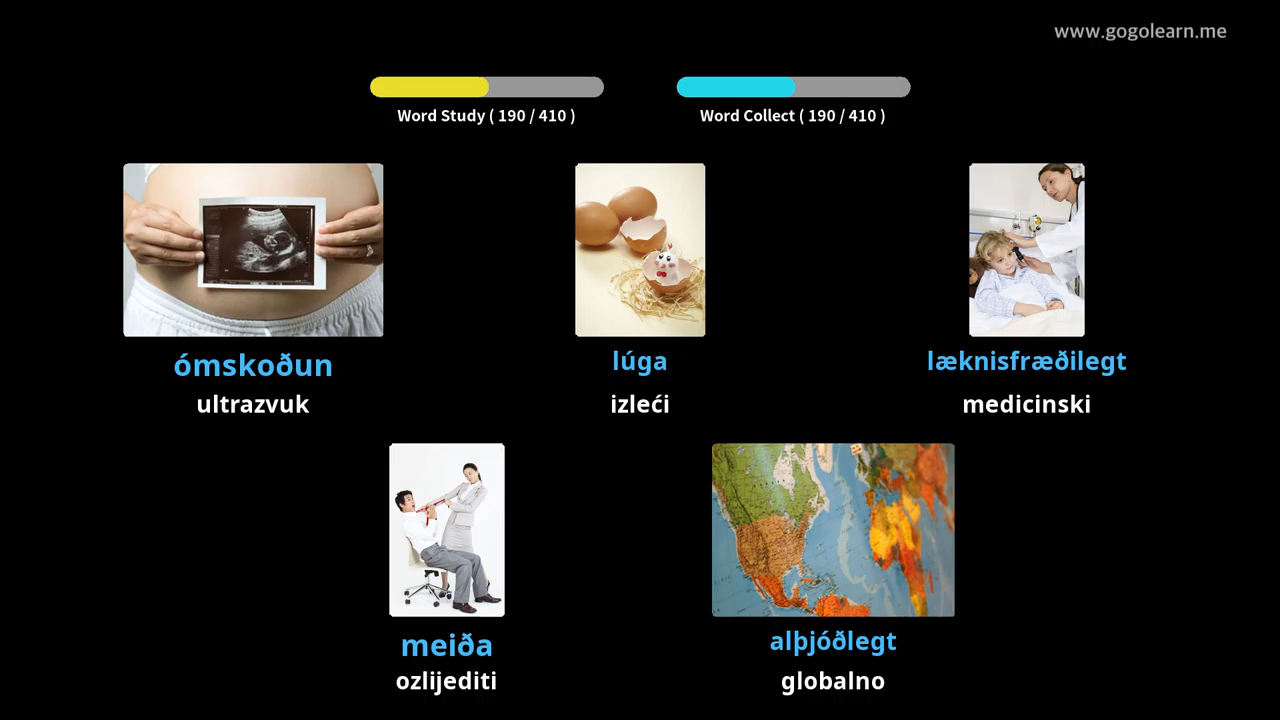 www.gogolearn.me
Word Study ( 190 / 410 )
Word Collect ( 190 / 410 )
ómskoðun
ultrazvuk
lúga
izleći
læknisfræðilegt
medicinski
meiða
ozlijediti
alþjóðlegt
globalno